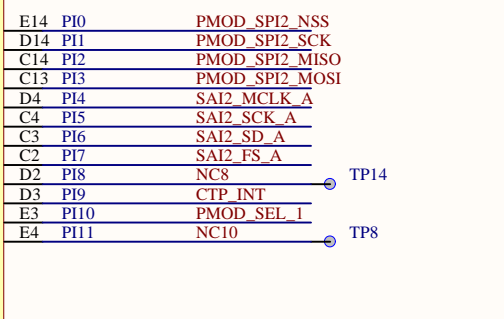 E14 PI0 PMOD_SPI2_NSS
D14 PI1 PMOD_SPI2_SCK
C14 PI2 PMOD_SPI2_MISO
C13 PI3 PMOD_SPI2_MOSI
D4 PI4 SAI2_MCLK_A
C4 PI5 SAI2_SCK_A
C3 PI6 SAI2_SD_A
C2 PI7 SAI2_FS_A
D2 PI8 NC8 TP14
D3 PI9 CTP_INT
E3 PI10 PMOD_SEL_1
E4 PI11 NC10 TP8